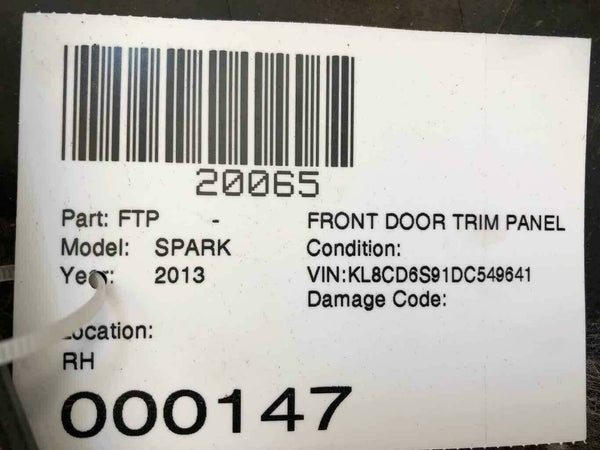 20065
Part: FTP - FRONT DOOR TRIM PANEL
Model: SPARK Condition:
Year: 2013 VIN:KL8CD6S91DC549641
Damage Code:
Location:
RH
000147